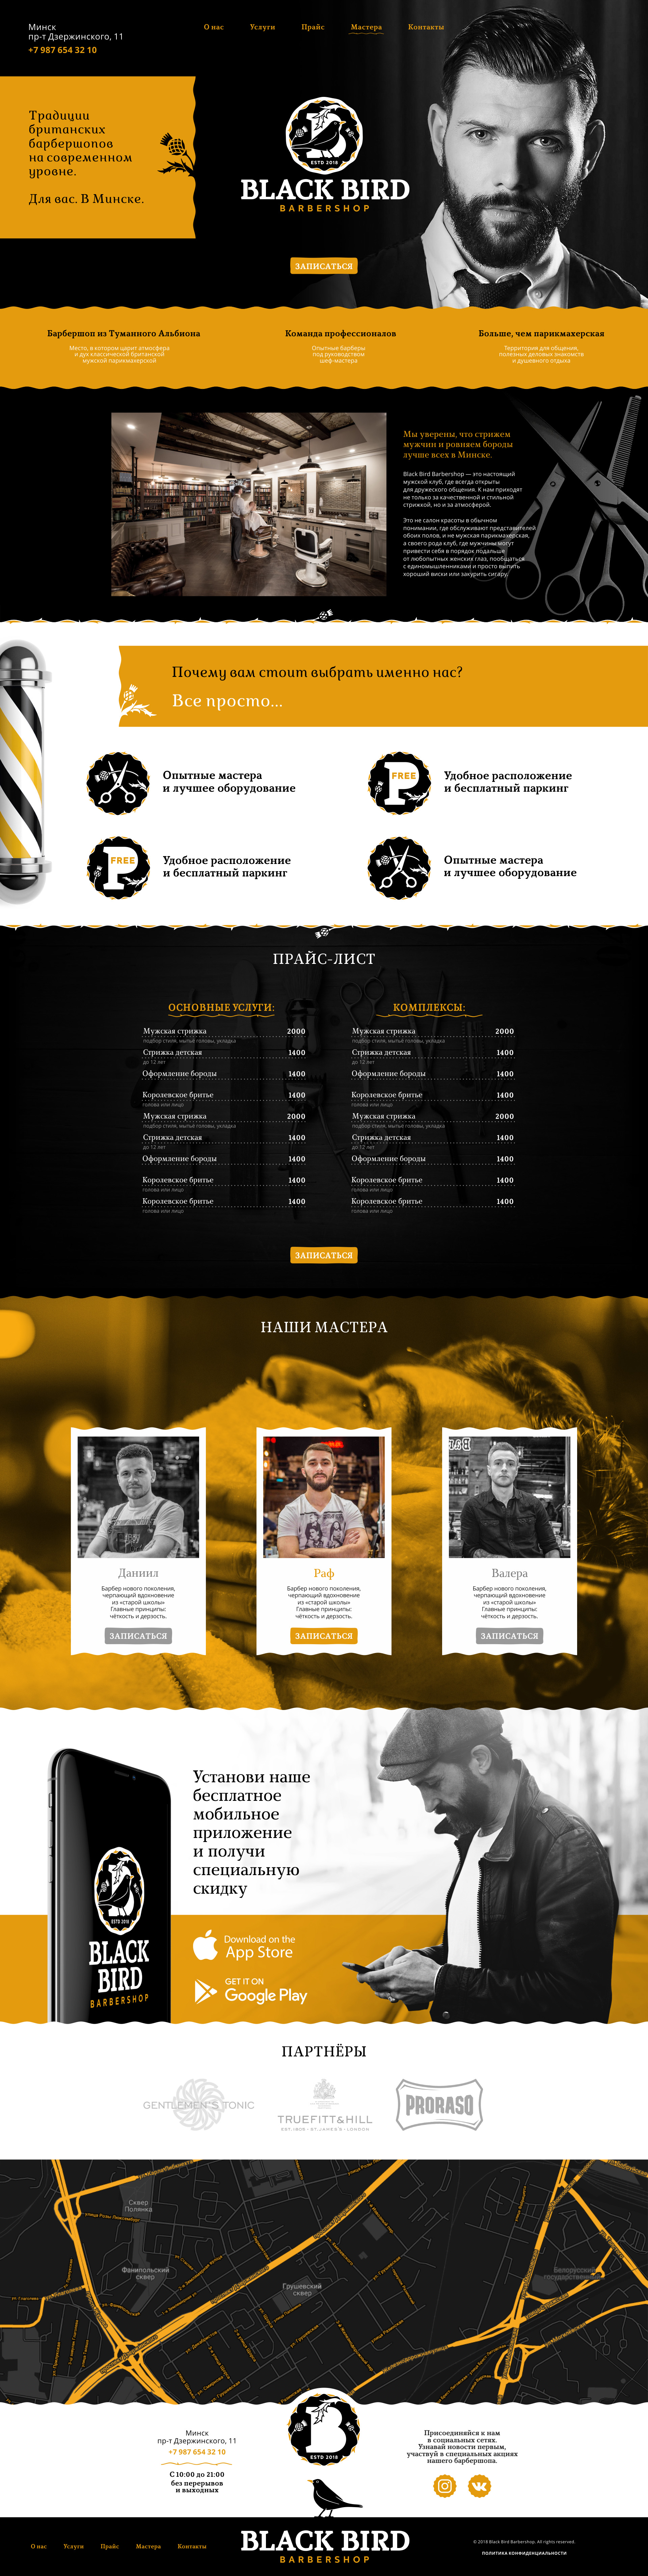 Минск
пр-т Дзержинского, 11
+7 987 654 32 10
О нас
Услуги
Прайс
Мастера
Контакты
Традиции
британских
барбершопов
на современном
уровне.
Для вас. В Минске.
ESTD 2018
BLACK BIRD
BARBERSHOP
ЗАПИСАТЬСЯ
Барбершоп из Туманного Альбиона
Место, в котором царит атмосфера
и дух классической британской
мужской парикмахерской
Команда профессионалов
Опытные барберы
под руководством
шеф-мастера
Больше, чем парикмахерская
Территория для общения,
полезных деловых знакомств
и душевного отдыха
Мы уверены, что стрижем
мужчин и ровняем бороды
лучше всех в Минске.
Black Bird Barbershop — это настоящий
мужской клуб, где всегда открыты
для дружеского общения. К нам приходят
не только за качественной и стильной
стрижкой, но и за атмосферой.
Это не салон красоты в обычном
понимании, где обслуживают представителей
обоих полов, и не мужская парикмахерская,
а своего рода клуб, где мужчины могут
привести себя в порядок подальше
от любопытных женских глаз, пообщаться
с единомышленниками и просто выпить
хороший виски или закурить сигару.
Почему вам стоит выбрать именно нас?
Все просто...
Опытные мастера
и лучшее оборудование
P FREE
Удобное расположение
и бесплатный паркинг
P FREE
Удобное расположение
и бесплатный паркинг
Опытные мастера
и лучшее оборудование
ПРАЙС-ЛИСТ
ОСНОВНЫЕ УСЛУГИ:
Мужская стрижка 2000
подбор стиля, мытьё головы, укладка
Стрижка детская 1400
до 12 лет
Оформление бороды 1400
Королевское бритье 1400
голова или лицо
Мужская стрижка 2000
подбор стиля, мытьё головы, укладка
Стрижка детская 1400
до 12 лет
Оформление бороды 1400
Королевское бритье 1400
голова или лицо
Королевское бритье 1400
голова или лицо
КОМПЛЕКСЫ:
Мужская стрижка 2000
подбор стиля, мытьё головы, укладка
Стрижка детская 1400
до 12 лет
Оформление бороды 1400
Королевское бритье 1400
голова или лицо
Мужская стрижка 2000
подбор стиля, мытьё головы, укладка
Стрижка детская 1400
до 12 лет
Оформление бороды 1400
Королевское бритье 1400
голова или лицо
Королевское бритье 1400
голова или лицо
ЗАПИСАТЬСЯ
НАШИ МАСТЕРА
Даниил
Барбер нового поколения,
черпающий вдохновение
из «старой школы»
Главные принципы:
чёткость и дерзость.
ЗАПИСАТЬСЯ
Раф
Барбер нового поколения,
черпающий вдохновение
из «старой школы»
Главные принципы:
чёткость и дерзость.
ЗАПИСАТЬСЯ
Валера
Барбер нового поколения,
черпающий вдохновение
из «старой школы»
Главные принципы:
чёткость и дерзость.
ЗАПИСАТЬСЯ
Установи наше
бесплатное
мобильное
приложение
и получи
специальную
скидку
ESTD 2018
BLACK
BIRD
BARBERSHOP
Download on the
App Store
GET IT ON
Google Play
ПАРТНЁРЫ
GENTLEMEN'S TONIC
TRUEFITT & HILL
EST. 1805 · ST. JAMES'S · LONDON
PRORASO
Сквер
Полянка
Фанипольский
сквер
Грушевский
сквер
Белорусский
государственный
Минск
пр-т Дзержинского, 11
+7 987 654 32 10
С 10:00 до 21:00
без перерывов
и выходных
B
ESTD 2018
Присоединяйся к нам
в социальных сетях.
Узнавай новости первым,
участвуй в специальных акциях
нашего барбершопа.
О нас
Услуги
Прайс
Мастера
Контакты
BLACK BIRD
BARBERSHOP
© 2018 Black Bird Barbershop. All rights reserved.
ПОЛИТИКА КОНФИДЕНЦИАЛЬНОСТИ